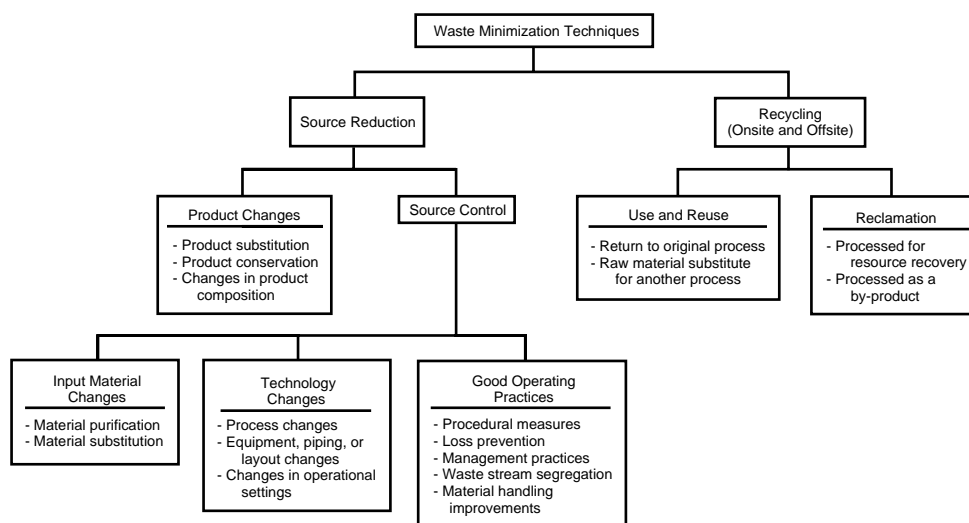 Waste Minimization Techniques
Source Reduction
Recycling
(Onsite and Offsite)
Product Changes
- Product substitution
- Product conservation
- Changes in product
composition
Source Control
Use and Reuse
- Return to original process
- Raw material substitute
for another process
Reclamation
- Processed for
resource recovery
- Processed as a
by-product
Input Material
Changes
- Material purification
- Material substitution
Technology
Changes
- Process changes
- Equipment, piping, or
layout changes
- Changes in operational
settings
Good Operating
Practices
- Procedural measures
- Loss prevention
- Management practices
- Waste stream segregation
- Material handling
improvements